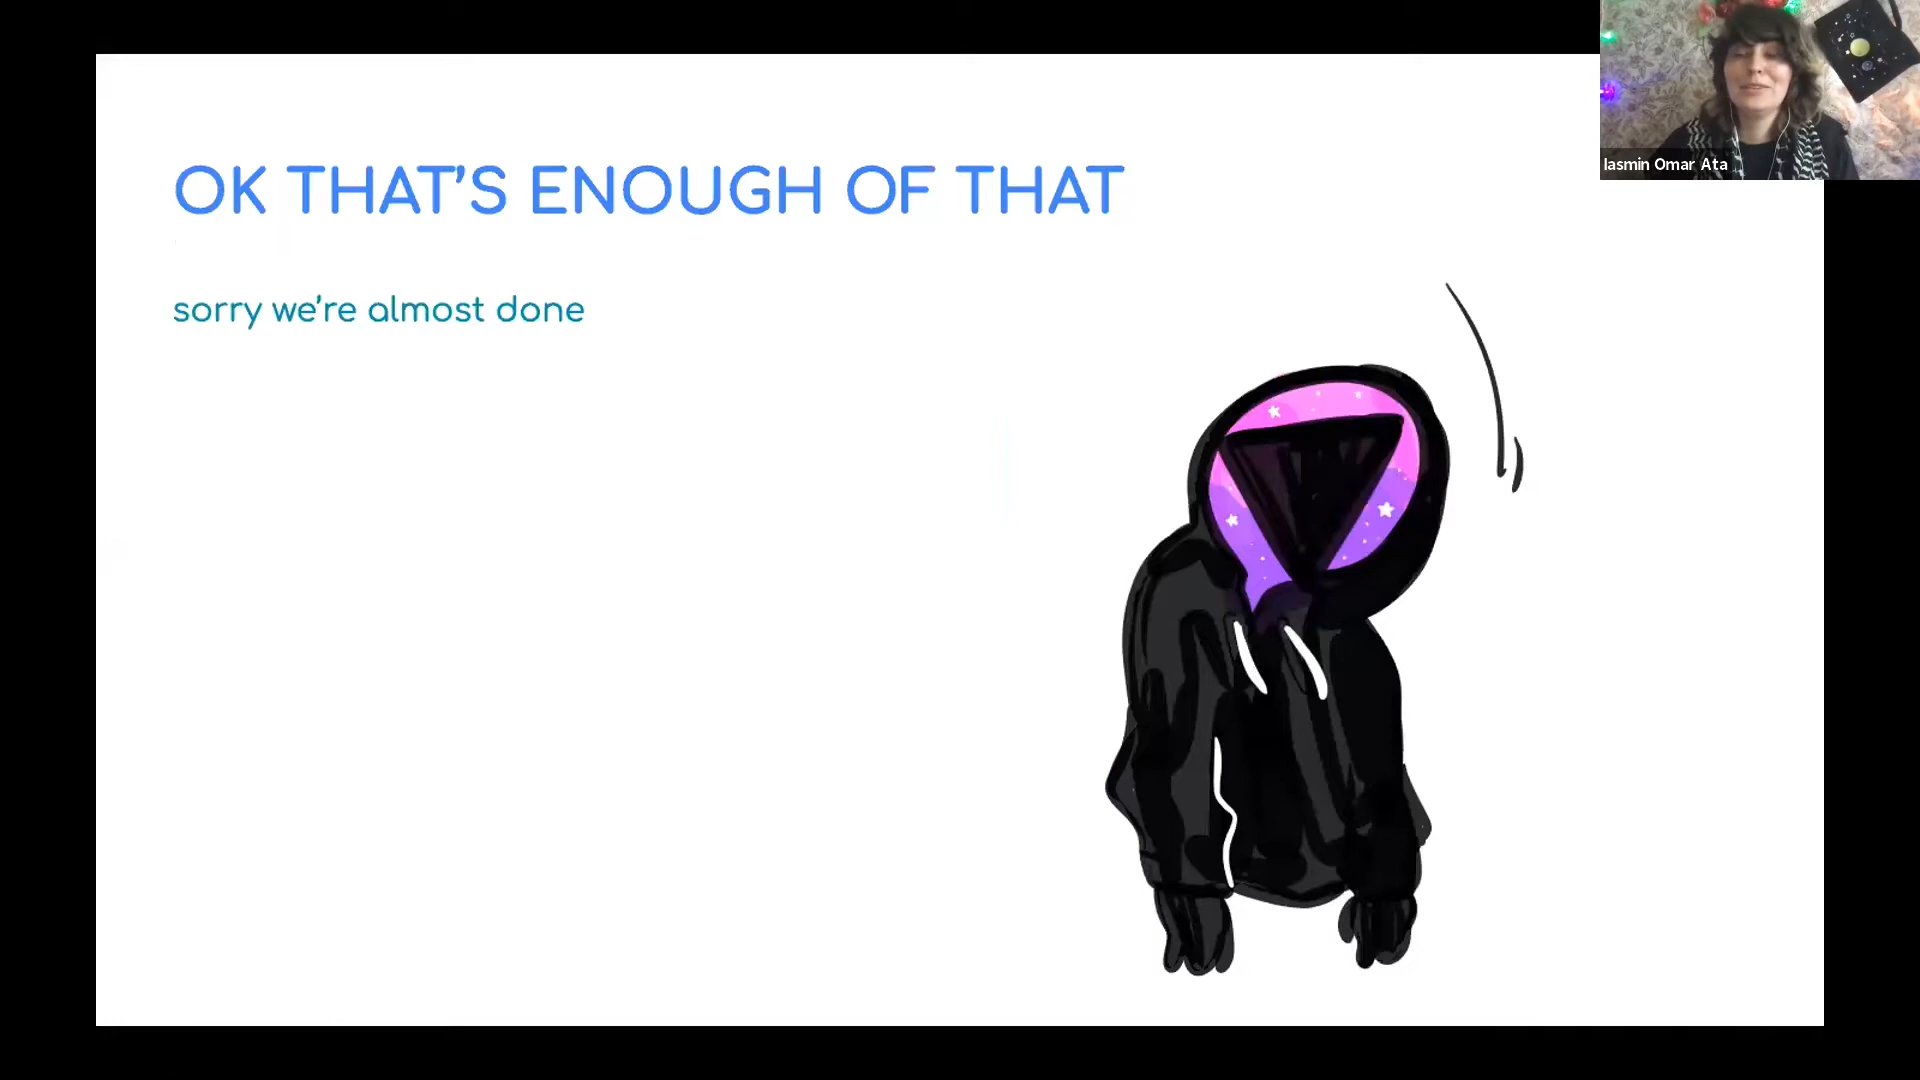 OK THAT’S ENOUGH OF THAT
sorry we’re almost done
Iasmin Omar Ata